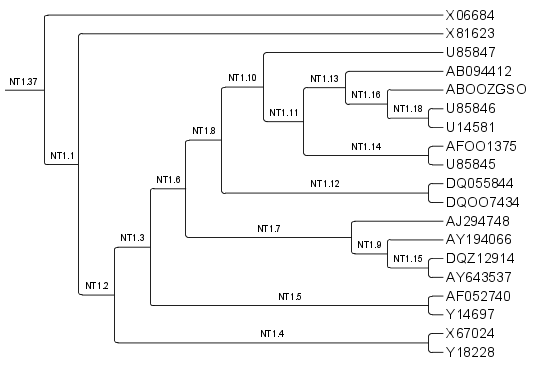 X06684
X81623
NT1.37
U85847
NT1.10
AB094412
NT1.13
ABOOZGSO
NT1.16
U85846
NT1.18
NT1.11
U14581
NT1.8
AFOO1375
NT1.14
NT1.1
U85845
NT1.6
DQ055844
NT1.12
DQOO7434
AJ294748
NT1.7
NT1.3
AY194066
NT1.9
DQZ12914
NT1.15
AY643537
NT1.2
AF052740
NT1.5
Y14697
X67024
NT1.4
Y18228